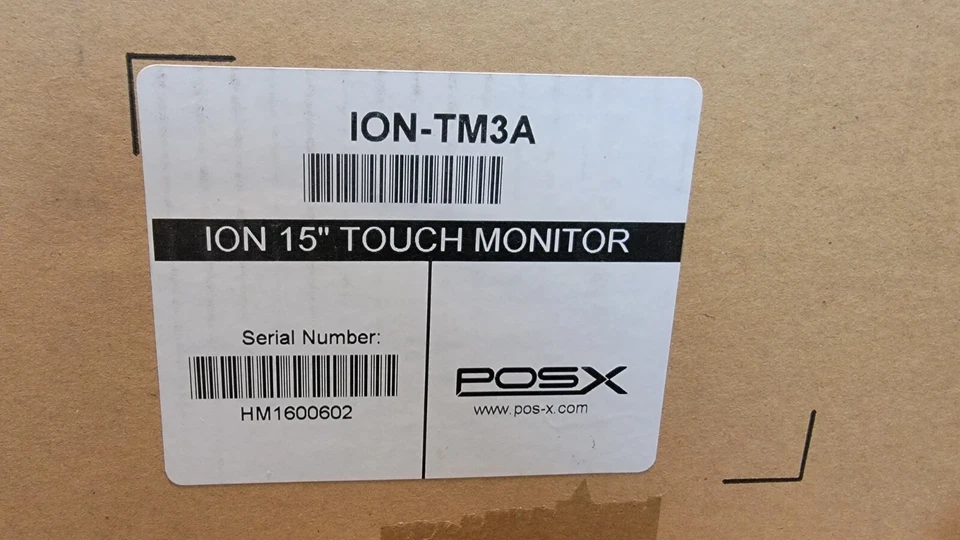 ION-TM3A
ION 15" TOUCH MONITOR
Serial Number:
HM1600602
POSX
www.pos-x.com